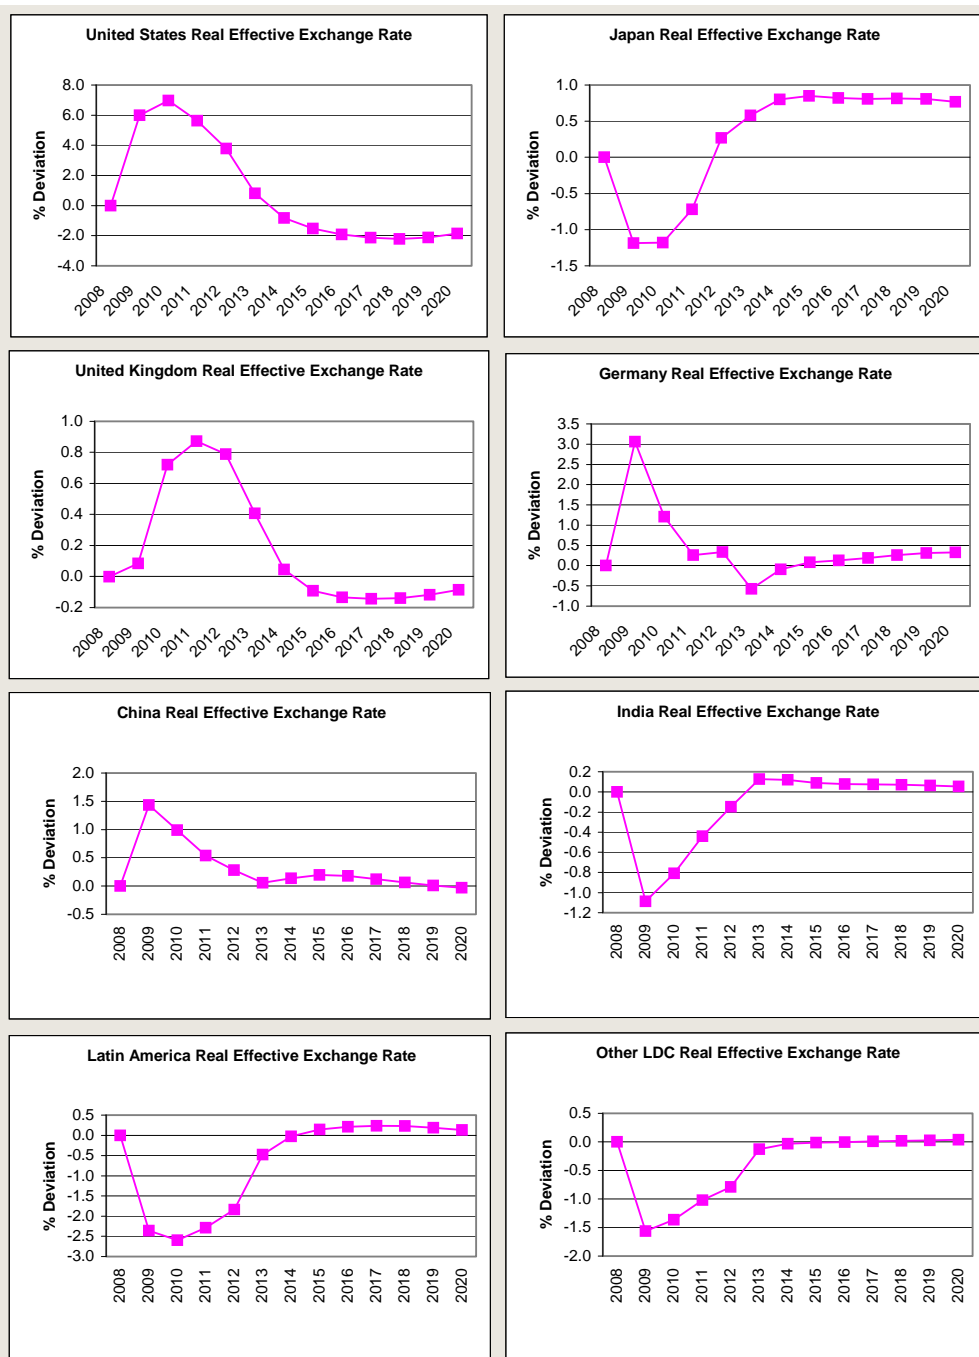 United States Real Effective Exchange Rate
% Deviation
8.0
6.0
4.0
2.0
0.0
-2.0
-4.0
2008 2009 2010 2011 2012 2013 2014 2015 2016 2017 2018 2019 2020
Japan Real Effective Exchange Rate
% Deviation
1.0
0.5
0.0
-0.5
-1.0
-1.5
2008 2009 2010 2011 2012 2013 2014 2015 2016 2017 2018 2019 2020
United Kingdom Real Effective Exchange Rate
% Deviation
1.0
0.8
0.6
0.4
0.2
0.0
-0.2
2008 2009 2010 2011 2012 2013 2014 2015 2016 2017 2018 2019 2020
Germany Real Effective Exchange Rate
% Deviation
3.5
3.0
2.5
2.0
1.5
1.0
0.5
0.0
-0.5
-1.0
2008 2009 2010 2011 2012 2013 2014 2015 2016 2017 2018 2019 2020
China Real Effective Exchange Rate
% Deviation
2.0
1.5
1.0
0.5
0.0
-0.5
2008 2009 2010 2011 2012 2013 2014 2015 2016 2017 2018 2019 2020
India Real Effective Exchange Rate
% Deviation
0.2
0.0
-0.2
-0.4
-0.6
-0.8
-1.0
-1.2
2008 2009 2010 2011 2012 2013 2014 2015 2016 2017 2018 2019 2020
Latin America Real Effective Exchange Rate
% Deviation
0.5
0.0
-0.5
-1.0
-1.5
-2.0
-2.5
-3.0
2008 2009 2010 2011 2012 2013 2014 2015 2016 2017 2018 2019 2020
Other LDC Real Effective Exchange Rate
% Deviation
0.5
0.0
-0.5
-1.0
-1.5
-2.0
2008 2009 2010 2011 2012 2013 2014 2015 2016 2017 2018 2019 2020